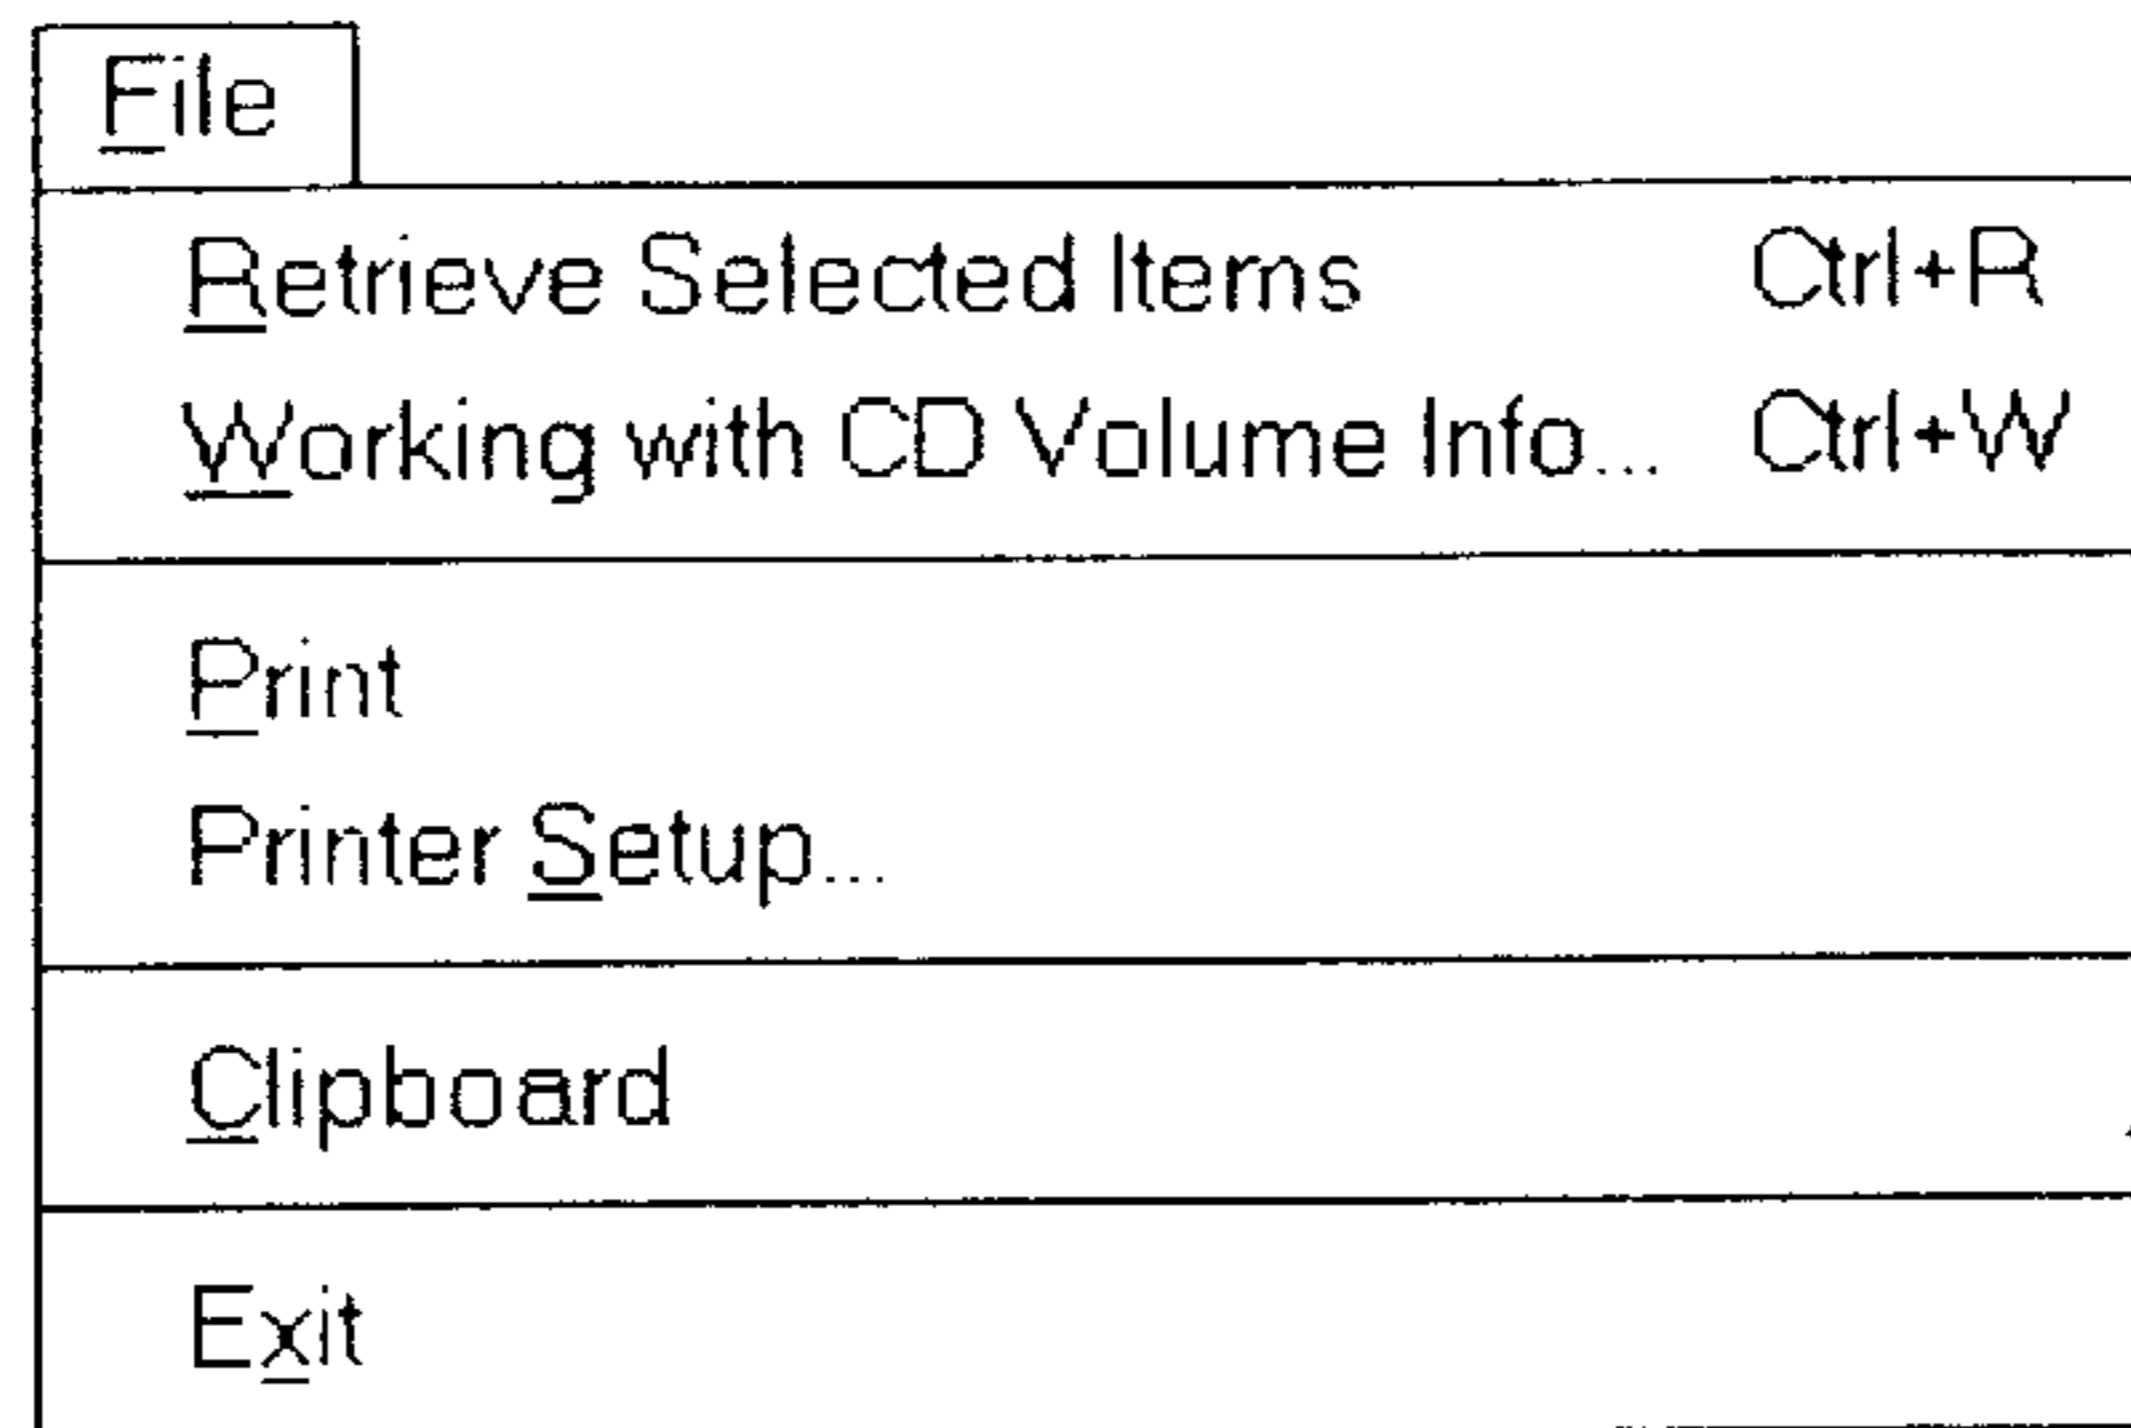 File
Retrieve Selected Items Ctrl+R
Working with CD Volume Info... Ctrl+W
Print
Printer Setup...
Clipboard
Exit